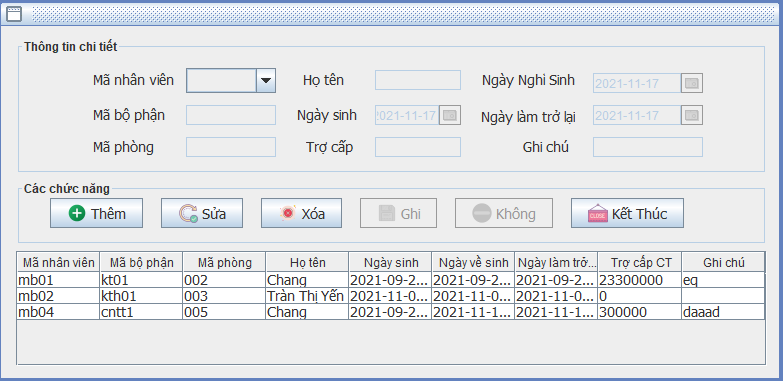 Thông tin chi tiết
Mã nhân viên Họ tên Ngày Nghỉ Sinh 2021-11-17
Mã bộ phận Ngày sinh 2021-11-17 Ngày làm trở lại 2021-11-17
Mã phòng Trợ cấp Ghi chú
Các chức năng
Thêm Sửa Xóa Ghi Không CLOSE Kết Thúc
Mã nhân viên Mã bộ phận Mã phòng Họ tên Ngày sinh Ngày về sinh Ngày làm trở... Trợ cấp CT Ghi chú
mb01 kt01 002 Chang 2021-09-2... 2021-09-2... 2021-09-2... 23300000 eq
mb02 kth01 003 Tràn Thị Yến 2021-11-0... 2021-11-0... 2021-11-0... 0
mb04 cntt1 005 Chang 2021-09-2... 2021-11-1... 2021-11-1... 300000 daaad